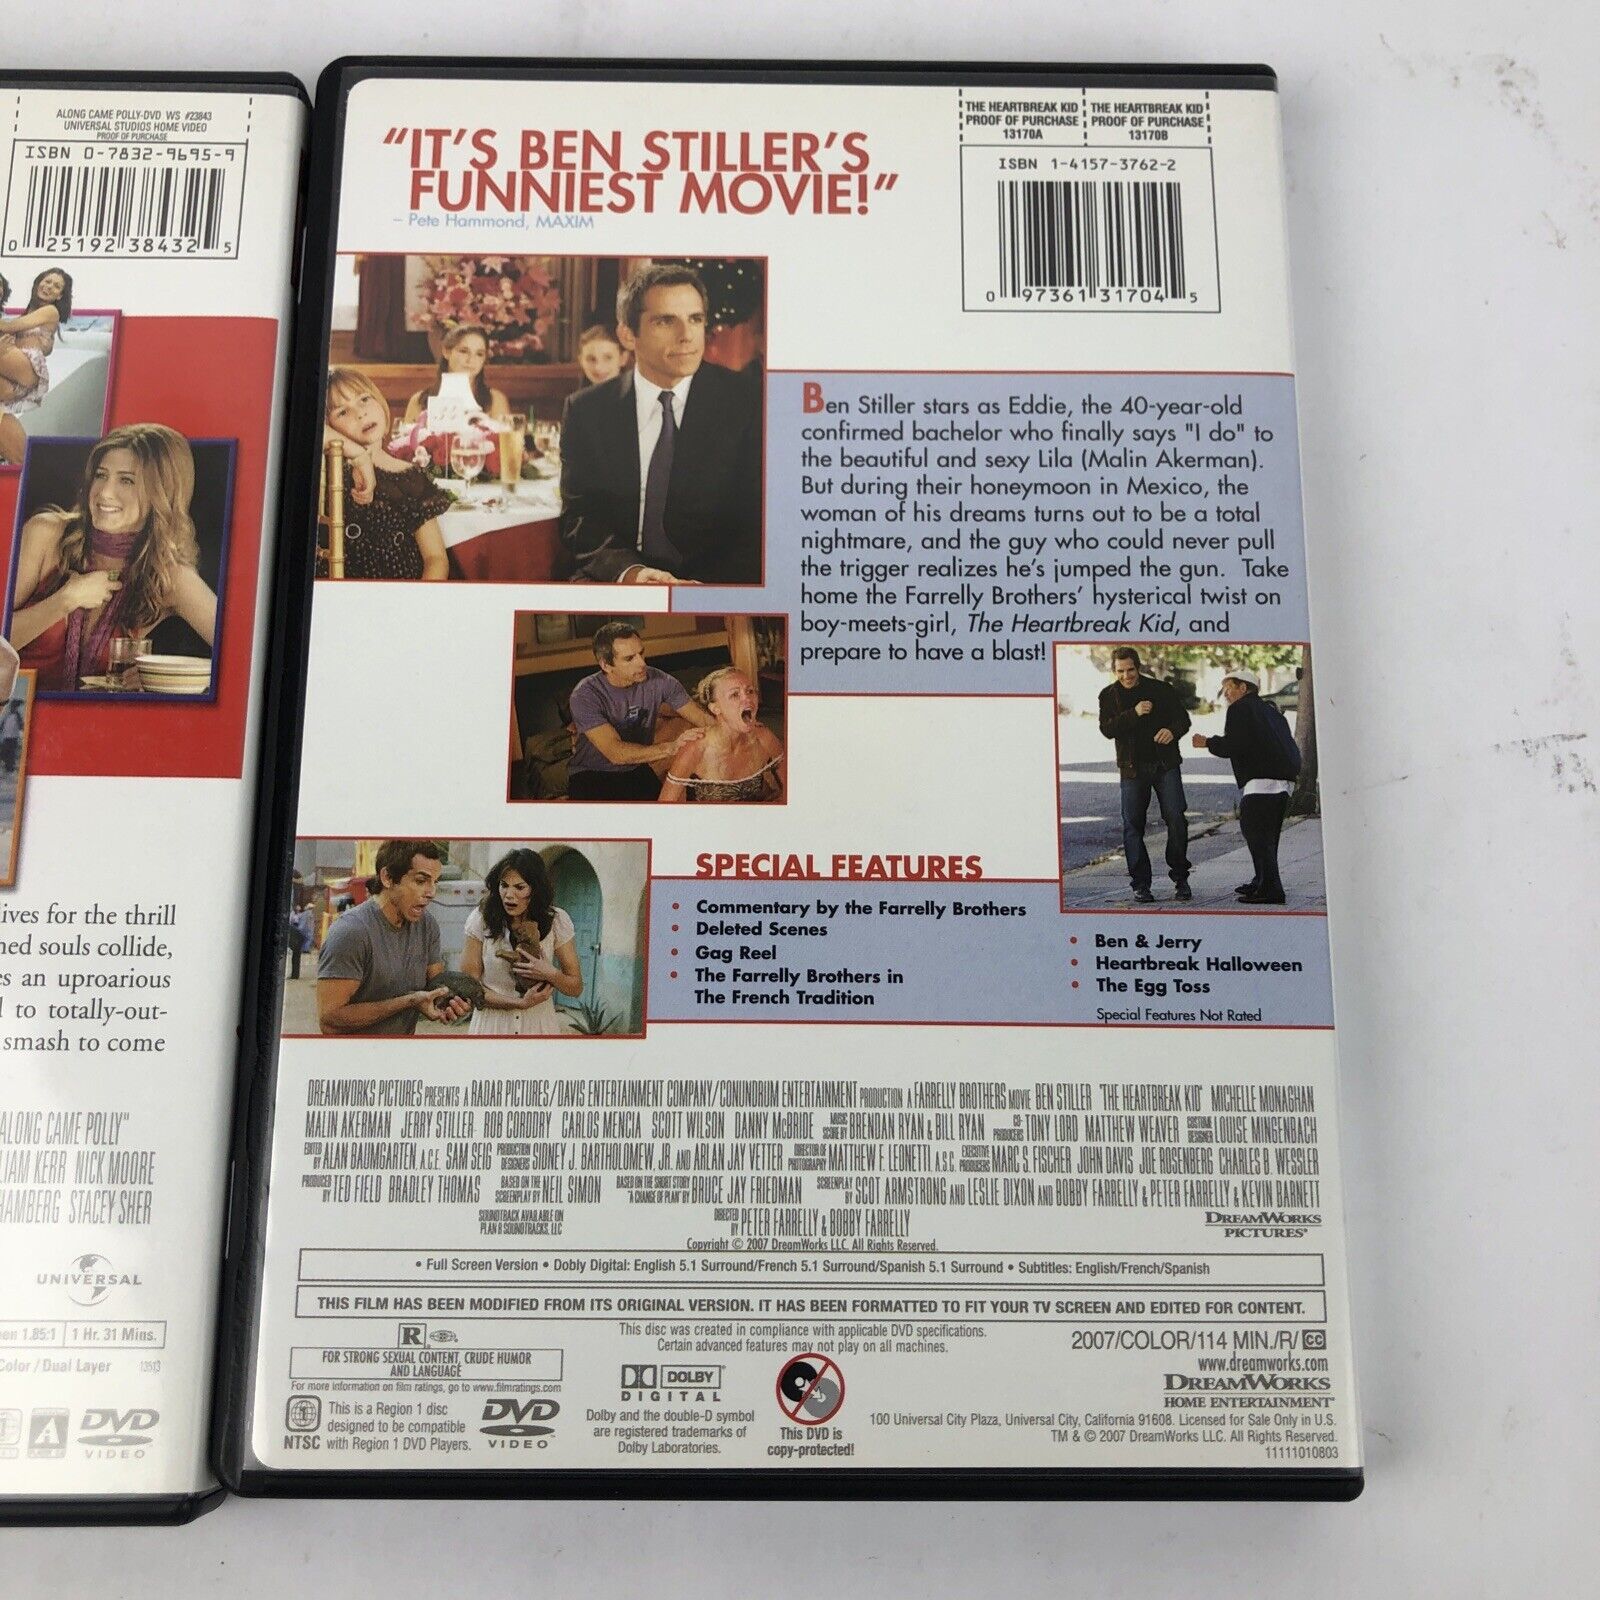 ALONG CAME POLLY-DVD WS #23843
UNIVERSAL STUDIOS HOME VIDEO
PROOF OF PURCHASE
ISBN 0-7832-9695-9
0 25192 38432 5
lives for the thrill
ned souls collide,
es an uproarious
l to totally-out-
smash to come
ALONG CAME POLLY"
LIAM KERR NICK MOORE
HAMBERG STACEY SHER
UNIVERSAL
een 1.85:1 1 Hr. 31 Mins.
Color / Dual Layer 13513
DVD
VIDEO
"IT'S BEN STILLER'S
FUNNIEST MOVIE!"
– Pete Hammond, MAXIM
THE HEARTBREAK KID THE HEARTBREAK KID
PROOF OF PURCHASE PROOF OF PURCHASE
13170A 13170B
ISBN 1-4157-3762-2
0 97361 31704 5
Ben Stiller stars as Eddie, the 40-year-old
confirmed bachelor who finally says "I do" to
the beautiful and sexy Lila (Malin Akerman).
But during their honeymoon in Mexico, the
woman of his dreams turns out to be a total
nightmare, and the guy who could never pull
the trigger realizes he's jumped the gun. Take
home the Farrelly Brothers' hysterical twist on
boy-meets-girl, The Heartbreak Kid, and
prepare to have a blast!
SPECIAL FEATURES
• Commentary by the Farrelly Brothers
• Deleted Scenes
• Gag Reel
• The Farrelly Brothers in
The French Tradition
• Ben & Jerry
• Heartbreak Halloween
• The Egg Toss
Special Features Not Rated
DREAMWORKS PICTURES PRESENTS A RADAR PICTURES/DAVIS ENTERTAINMENT COMPANY/CONUNDRUM ENTERTAINMENT PRODUCTION A FARRELLY BROTHERS MOVIE BEN STILLER "THE HEARTBREAK KID" MICHELLE MONAGHAN
MALIN AKERMAN JERRY STILLER ROB CORDDRY CARLOS MENCIA SCOTT WILSON DANNY McBRIDE MUSIC SCORE BY BRENDAN RYAN & BILL RYAN CO-PRODUCERS TONY LORD MATTHEW WEAVER COSTUME DESIGNER LOUISE MINGENBACH
EDITED BY ALAN BAUMGARTEN, A.C.E. SAM SEIG PRODUCTION DESIGNERS SIDNEY J. BARTHOLOMEW, JR. AND ARLAN JAY VETTER DIRECTOR OF PHOTOGRAPHY MATTHEW F. LEONETTI, A.S.C. EXECUTIVE PRODUCERS MARC S. FISCHER JOHN DAVIS JOE ROSENBERG CHARLES B. WESSLER
PRODUCED BY TED FIELD BRADLEY THOMAS BASED ON THE SCREENPLAY BY NEIL SIMON BASED ON THE SHORT STORY "A CHANGE OF PLAN" BY BRUCE JAY FRIEDMAN SCREENPLAY BY SCOT ARMSTRONG AND LESLIE DIXON AND BOBBY FARRELLY & PETER FARRELLY & KEVIN BARNETT
SOUNDTRACK AVAILABLE ON
PLAN B SOUNDTRACKS, LLC
DIRECTED BY PETER FARRELLY & BOBBY FARRELLY
DREAMWORKS
PICTURES
Copyright © 2007 DreamWorks LLC. All Rights Reserved.
• Full Screen Version • Dobly Digital: English 5.1 Surround/French 5.1 Surround/Spanish 5.1 Surround • Subtitles: English/French/Spanish
THIS FILM HAS BEEN MODIFIED FROM ITS ORIGINAL VERSION. IT HAS BEEN FORMATTED TO FIT YOUR TV SCREEN AND EDITED FOR CONTENT.
R
FOR STRONG SEXUAL CONTENT, CRUDE HUMOR
AND LANGUAGE
For more information on film ratings, go to www.filmratings.com
1
NTSC
This is a Region 1 disc
designed to be compatible
with Region 1 DVD Players.
DVD
VIDEO
This disc was created in compliance with applicable DVD specifications.
Certain advanced features may not play on all machines.
DOLBY
DIGITAL
Dolby and the double-D symbol
are registered trademarks of
Dolby Laboratories.
This DVD is
copy-protected!
2007/COLOR/114 MIN./R/CC
www.dreamworks.com
DREAMWORKS
HOME ENTERTAINMENT
100 Universal City Plaza, Universal City, California 91608. Licensed for Sale Only in U.S.
TM & © 2007 DreamWorks LLC. All Rights Reserved.
11111010803